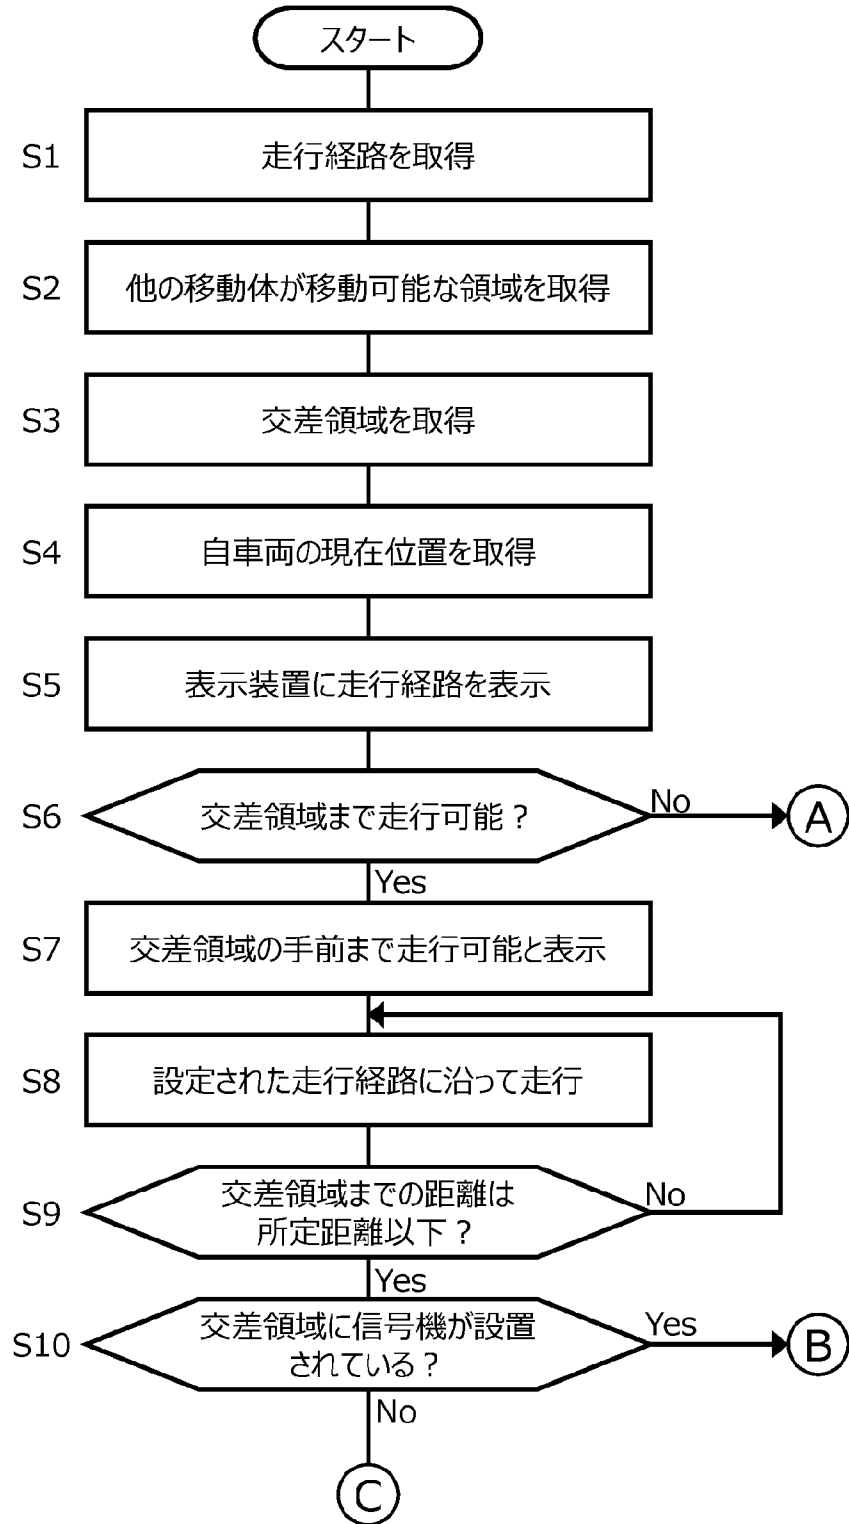 スタート
S1
走行経路を取得
S2
他の移動体が移動可能な領域を取得
S3
交差領域を取得
S4
自車両の現在位置を取得
S5
表示装置に走行経路を表示
S6
交差領域まで走行可能？
No
A
Yes
S7
交差領域の手前まで走行可能と表示
S8
設定された走行経路に沿って走行
S9
交差領域までの距離は
所定距離以下？
No
Yes
S10
交差領域に信号機が設置
されている？
Yes
B
No
C